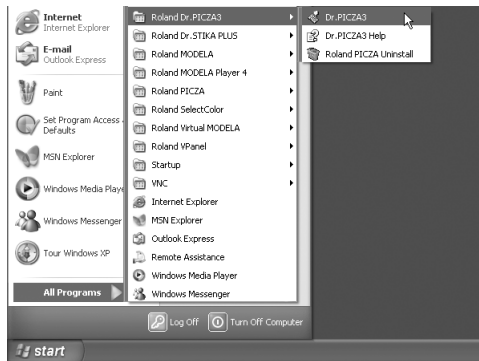 Internet
Internet Explorer
E-mail
Outlook Express
Paint
Set Program Access
Defaults
MSN Explorer
Windows Media Playe
Windows Messenger
Tour Windows XP
All Programs
Roland Dr.PICZA3
Roland Dr.STIKA PLUS
Roland MODELA
Roland MODELA Player 4
Roland PICZA
Roland SelectColor
Roland Virtual MODELA
Roland VPanel
Startup
VNC
Internet Explorer
MSN Explorer
Outlook Express
Remote Assistance
Windows Media Player
Windows Messenger
Dr.PICZA3
Dr.PICZA3 Help
Roland PICZA Uninstall
Log Off
Turn Off Computer
start